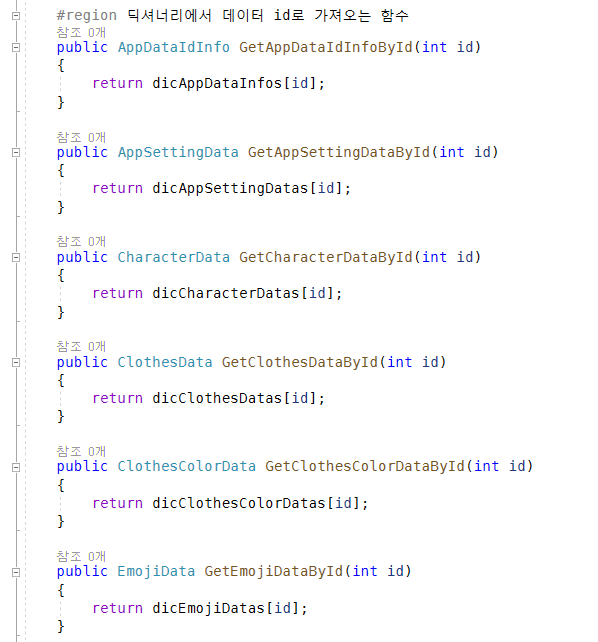 #region 딕셔너리에서 데이터 id로 가져오는 함수
참조 0개
public AppDataIdInfo GetAppDataIdInfoById(int id)
{
return dicAppDataInfos[id];
}
참조 0개
public AppSettingData GetAppSettingDataById(int id)
{
return dicAppSettingDatas[id];
}
참조 0개
public CharacterData GetCharacterDataById(int id)
{
return dicCharacterDatas[id];
}
참조 0개
public ClothesData GetClothesDataById(int id)
{
return dicClothesDatas[id];
}
참조 0개
public ClothesColorData GetClothesColorDataById(int id)
{
return dicClothesColorDatas[id];
}
참조 0개
public EmojiData GetEmojiDataById(int id)
{
return dicEmojiDatas[id];
}